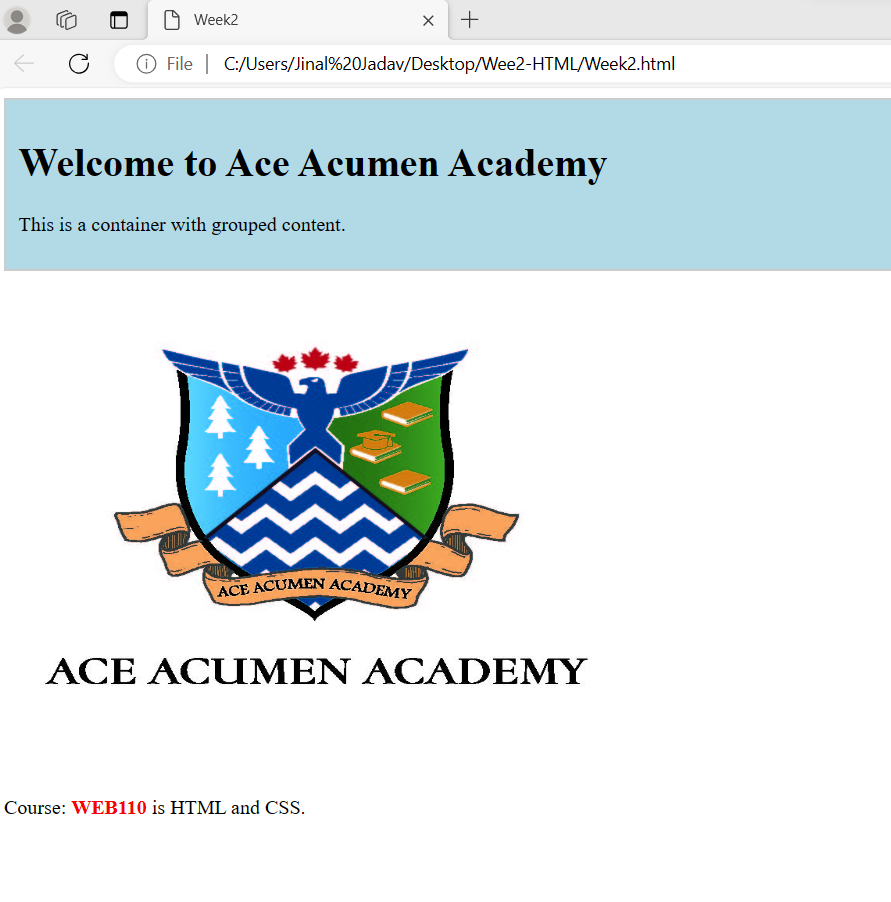 Week2
File | C:/Users/Jinal%20Jadav/Desktop/Wee2-HTML/Week2.html
Welcome to Ace Acumen Academy
This is a container with grouped content.
ACE ACUMEN ACADEMY
ACE ACUMEN ACADEMY
Course: WEB110 is HTML and CSS.